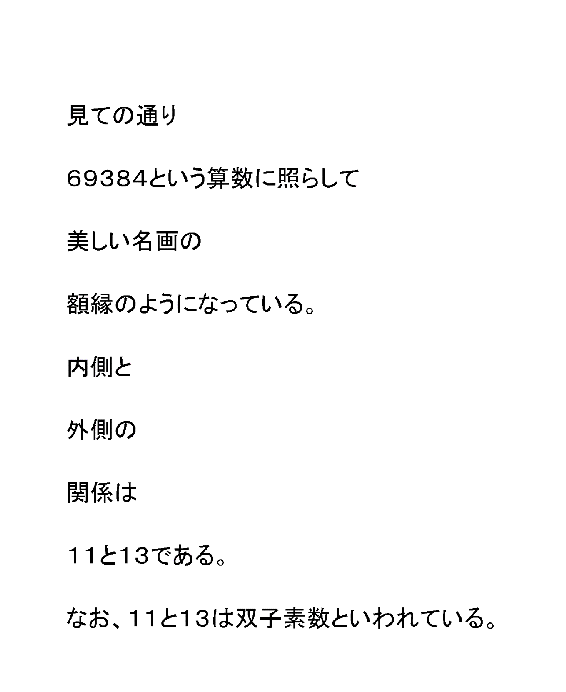 見ての通り
６９３８４という算数に照らして
美しい名画の
額縁のようになっている。
内側と
外側の
関係は
１１と１３である。
なお、１１と１３は双子素数といわれている。